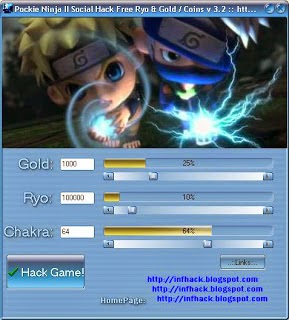 Pockie Ninja II Social Hack Free Ryo & Gold / Coins v 3.2 :: htt...
Gold: 1000 25%
Ryo: 100000 10%
Chakra: 64 64%
Hack Game!
..::Links::..
http://infhack.blogspot.com
http://infhack.blogspot.com
HomePage: http://infhack.blogspot.com